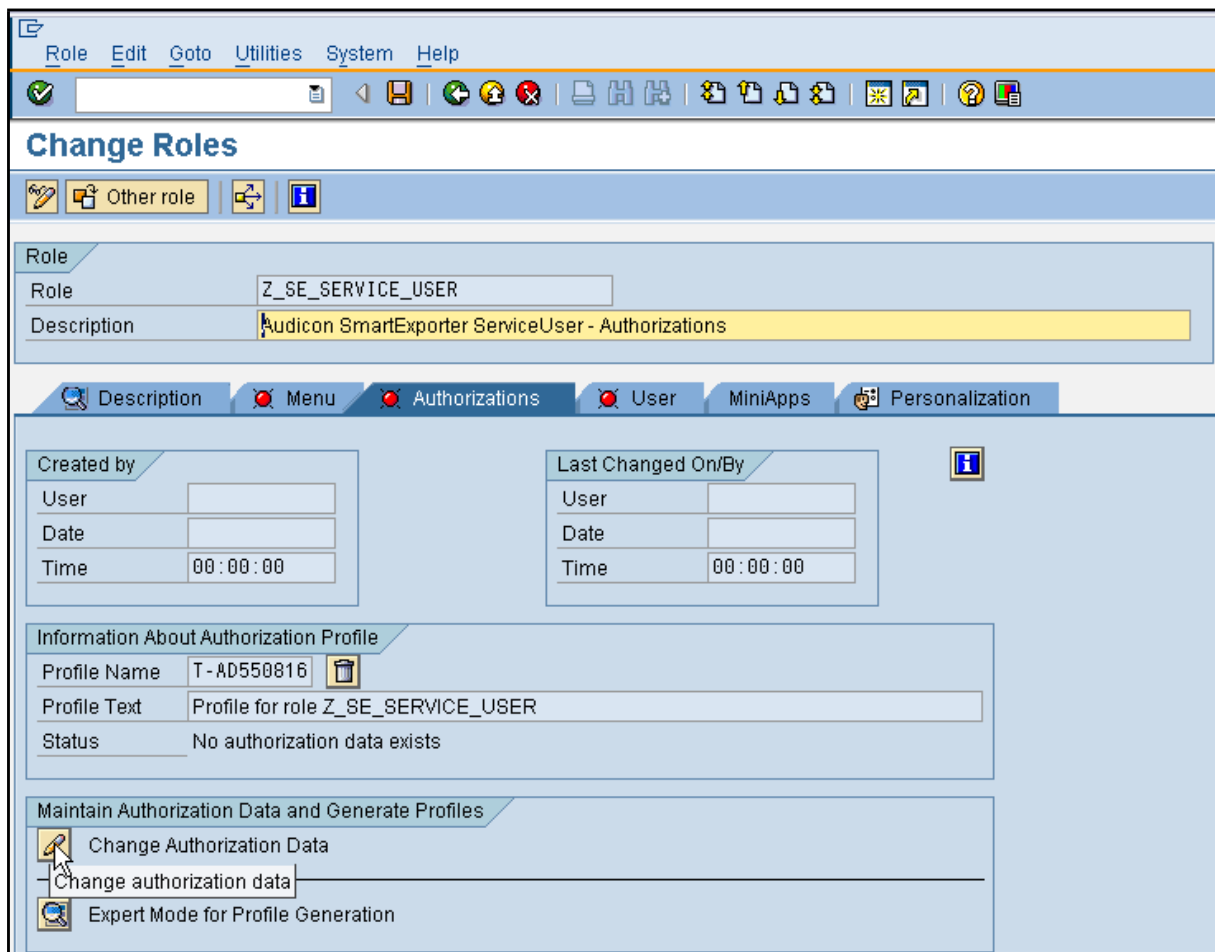 Role Edit Goto Utilities System Help
Change Roles
Other role
Role
Role Z_SE_SERVICE_USER
Description Audicon SmartExporter ServiceUser - Authorizations
Description Menu Authorizations User MiniApps Personalization
Created by Last Changed On/By
User User
Date Date
Time 00:00:00 Time 00:00:00
Information About Authorization Profile
Profile Name T-AD550816
Profile Text Profile for role Z_SE_SERVICE_USER
Status No authorization data exists
Maintain Authorization Data and Generate Profiles
Change Authorization Data
Change authorization data
Expert Mode for Profile Generation